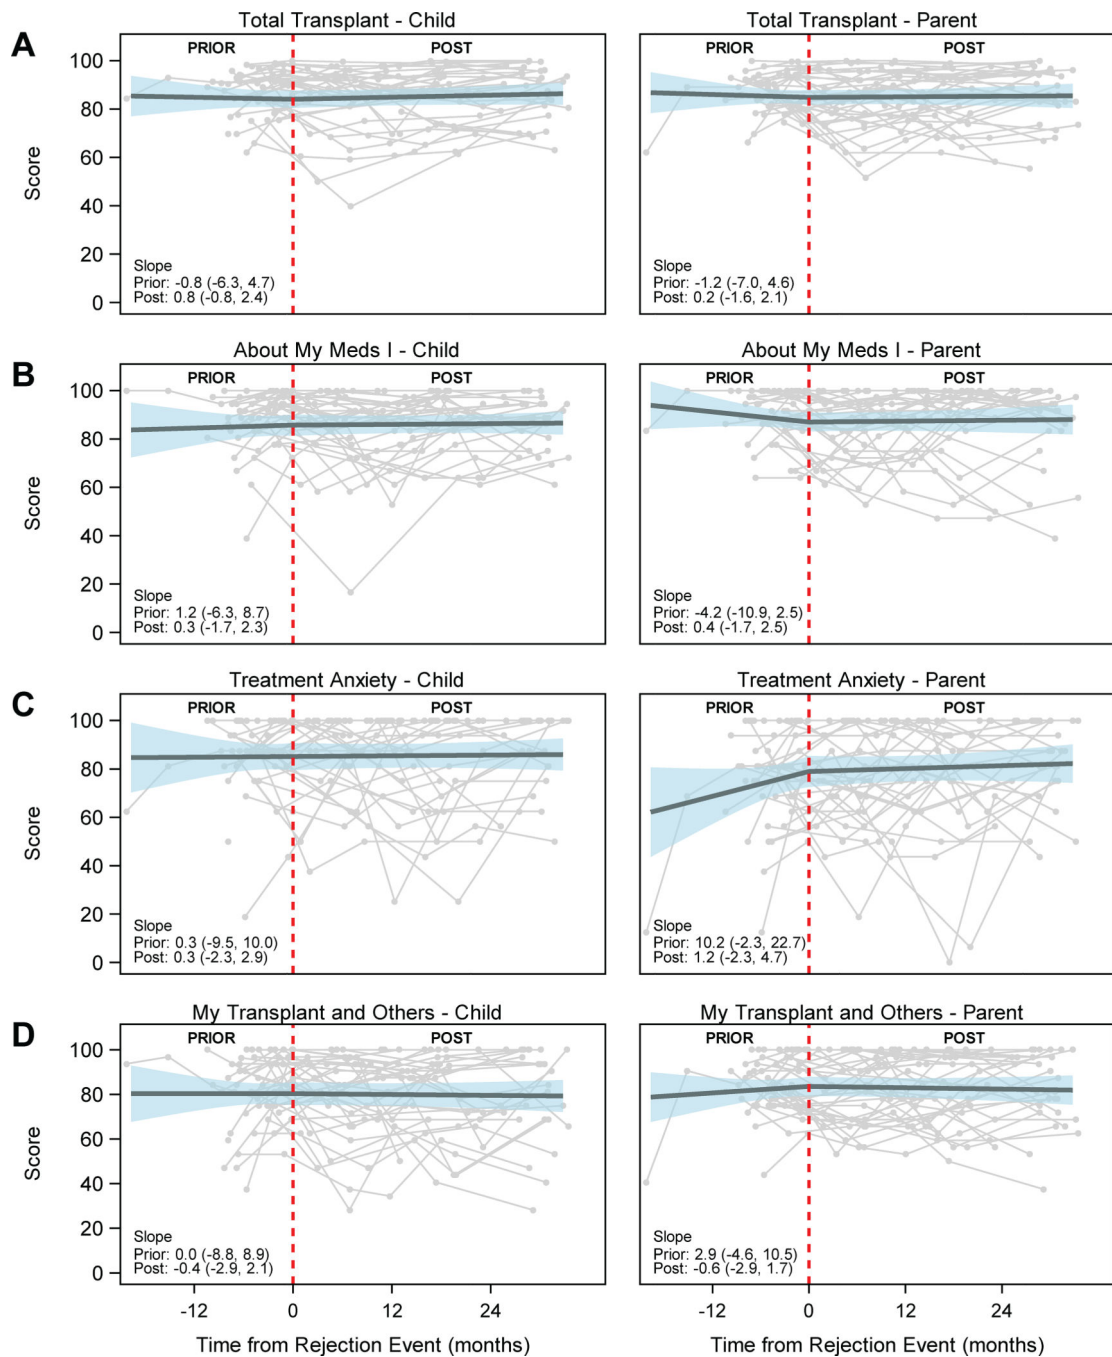 A
Total Transplant - Child
Total Transplant - Parent
PRIOR
POST
PRIOR
POST
100
80
60
40
20
0
Score
Slope
Prior: -0.8 (-6.3, 4.7)
Post: 0.8 (-0.8, 2.4)
Slope
Prior: -1.2 (-7.0, 4.6)
Post: 0.2 (-1.6, 2.1)
B
About My Meds I - Child
About My Meds I - Parent
PRIOR
POST
PRIOR
POST
100
80
60
40
20
0
Score
Slope
Prior: 1.2 (-6.3, 8.7)
Post: 0.3 (-1.7, 2.3)
Slope
Prior: -4.2 (-10.9, 2.5)
Post: 0.4 (-1.7, 2.5)
C
Treatment Anxiety - Child
Treatment Anxiety - Parent
PRIOR
POST
PRIOR
POST
100
80
60
40
20
0
Score
Slope
Prior: 0.3 (-9.5, 10.0)
Post: 0.3 (-2.3, 2.9)
Slope
Prior: 10.2 (-2.3, 22.7)
Post: 1.2 (-2.3, 4.7)
D
My Transplant and Others - Child
My Transplant and Others - Parent
PRIOR
POST
PRIOR
POST
100
80
60
40
20
0
Score
Slope
Prior: 0.0 (-8.8, 8.9)
Post: -0.4 (-2.9, 2.1)
Slope
Prior: 2.9 (-4.6, 10.5)
Post: -0.6 (-2.9, 1.7)
-12
0
12
24
-12
0
12
24
Time from Rejection Event (months)
Time from Rejection Event (months)